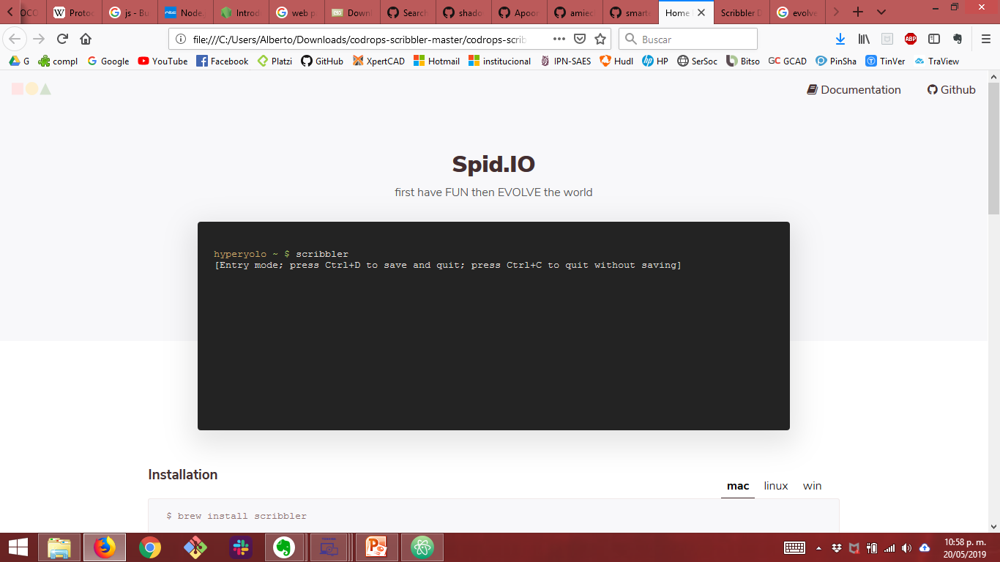 OCO
Protoc
js - Bu
Node.j
Introd
web p
Downl
Search
shado
Apoor
amiec
smarte
Home
Scribbler D
evolve
file:///C:/Users/Alberto/Downloads/codrops-scribbler-master/codrops-scrib
Buscar
G
compl
Google
YouTube
Facebook
Platzi
GitHub
XpertCAD
Hotmail
institucional
IPN-SAES
Hudl
HP
SerSoc
Bitso
GC GCAD
PinSha
TinVer
TraView
Documentation
Github
Spid.IO
first have FUN then EVOLVE the world
hyperyolo ~ $ scribbler
[Entry mode; press Ctrl+D to save and quit; press Ctrl+C to quit without saving]
Installation
mac linux win
$ brew install scribbler
10:58 p. m.
20/05/2019